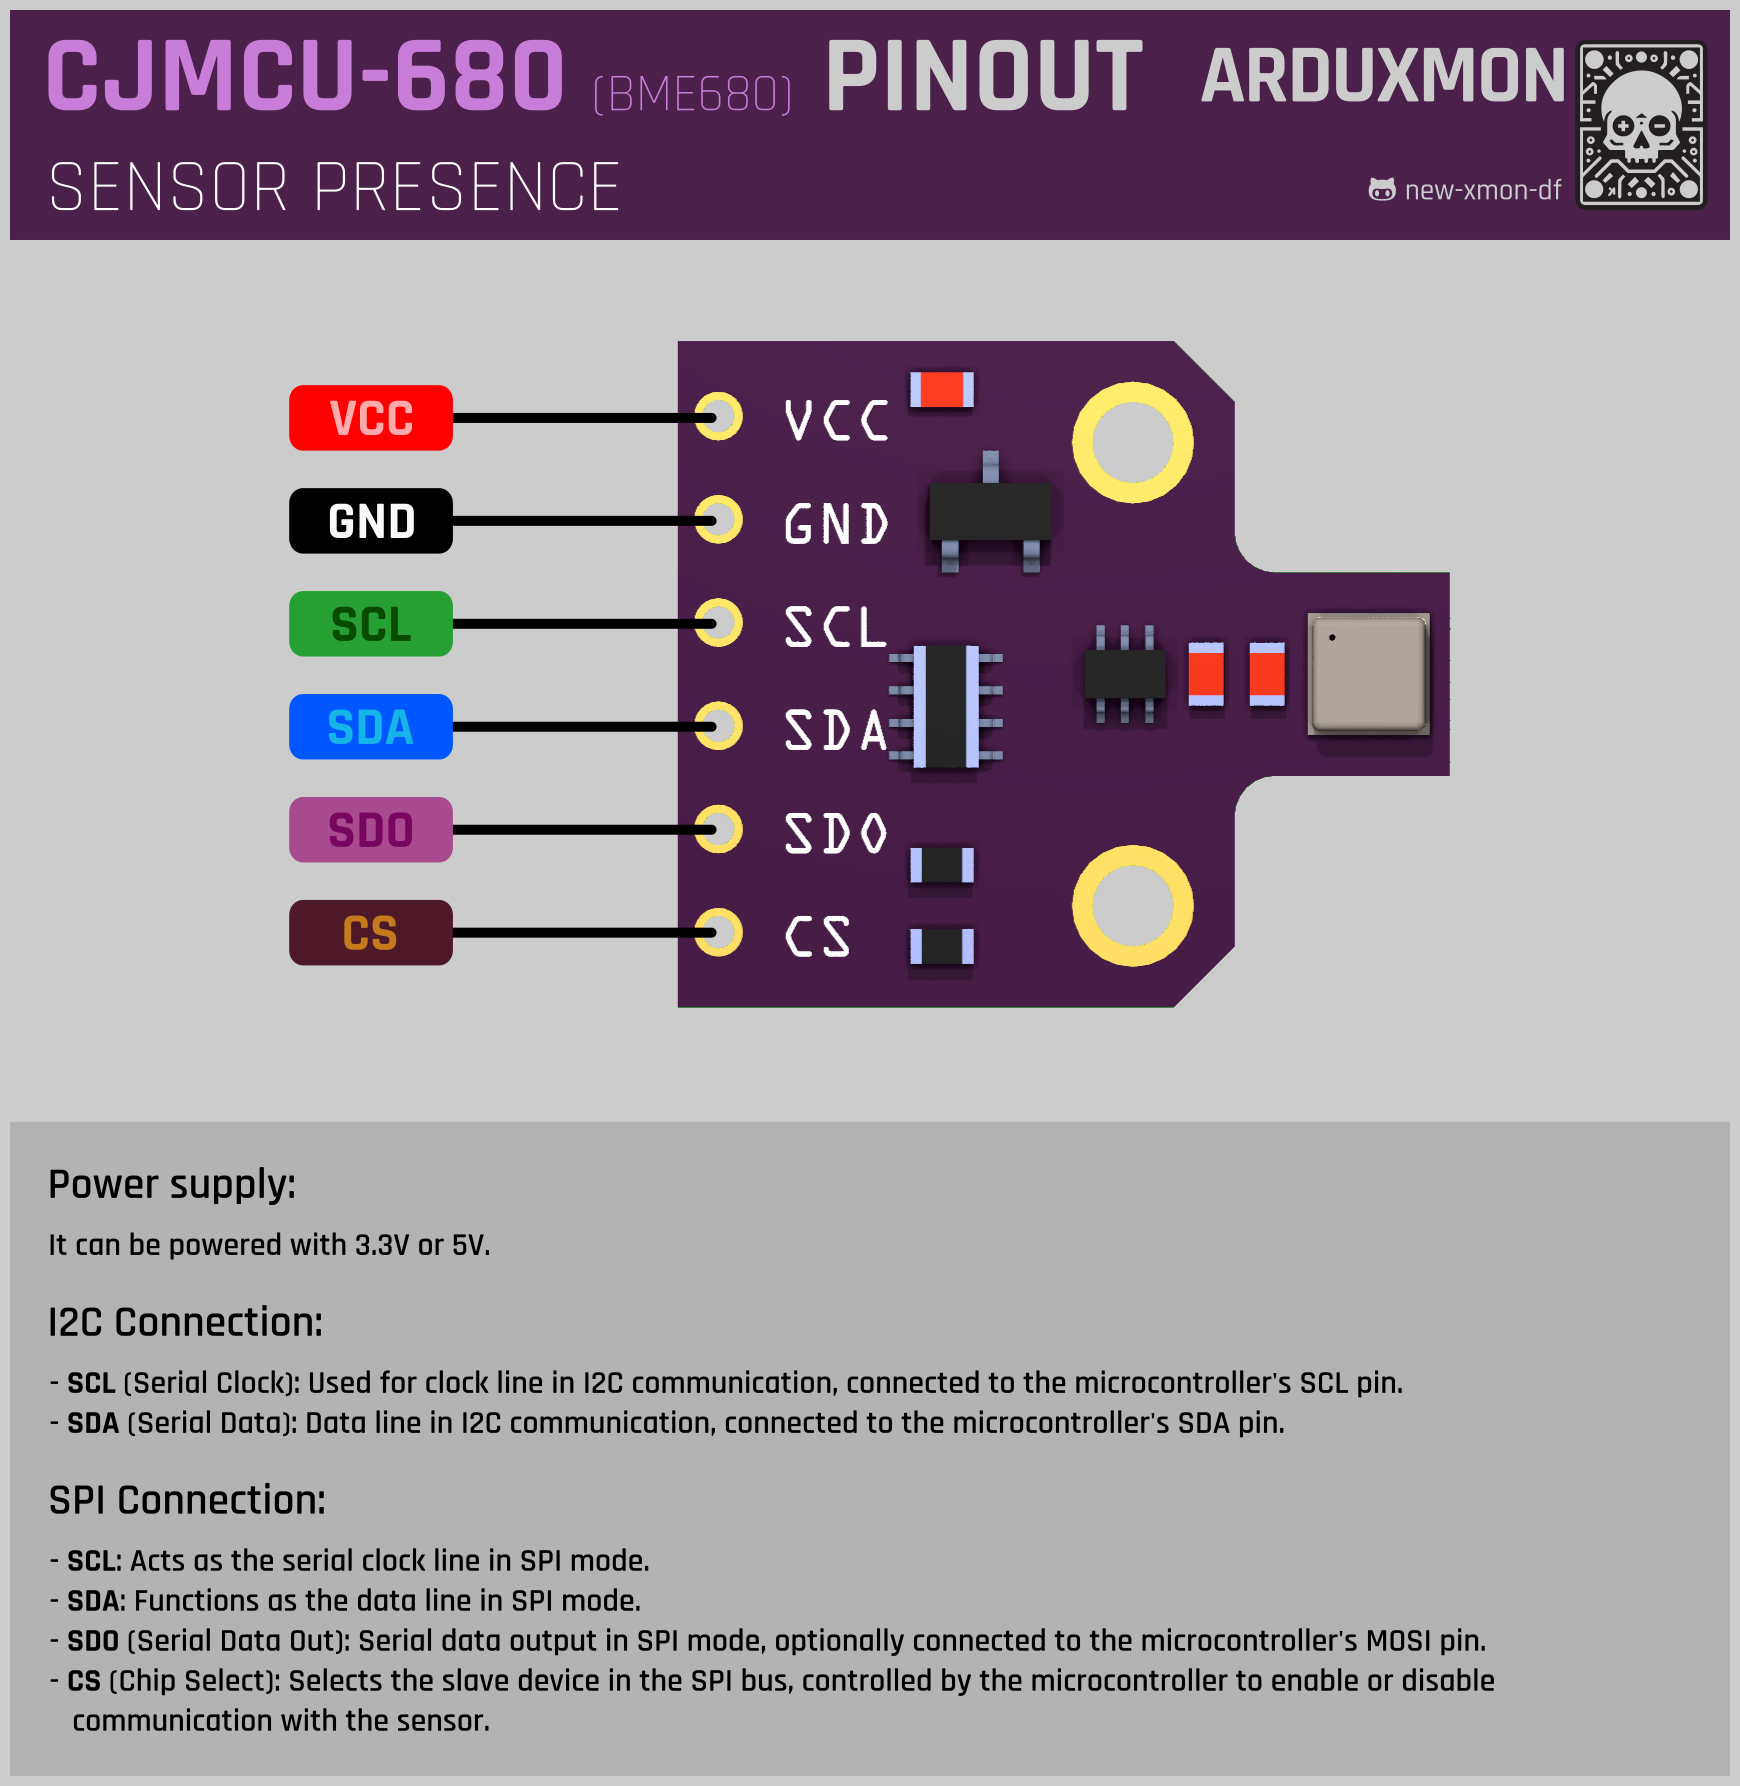 CJMCU-680 (BME680) PINOUT ARDUXMON
SENSOR PRESENCE
new-xmon-df
VCC VCC
GND GND
SCL SCL
SDA SDA
SDO SDO
CS CS
Power supply:
It can be powered with 3.3V or 5V.
I2C Connection:
- SCL (Serial Clock): Used for clock line in I2C communication, connected to the microcontroller's SCL pin.
- SDA (Serial Data): Data line in I2C communication, connected to the microcontroller's SDA pin.
SPI Connection:
- SCL: Acts as the serial clock line in SPI mode.
- SDA: Functions as the data line in SPI mode.
- SDO (Serial Data Out): Serial data output in SPI mode, optionally connected to the microcontroller's MOSI pin.
- CS (Chip Select): Selects the slave device in the SPI bus, controlled by the microcontroller to enable or disable
communication with the sensor.